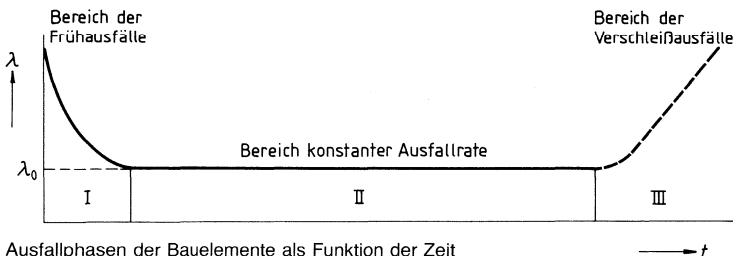 Bereich der
Frühausfälle
Bereich der
Verschleißausfälle
λ
Bereich konstanter Ausfallrate
λ₀
I
II
III
Ausfallphasen der Bauelemente als Funktion der Zeit
t